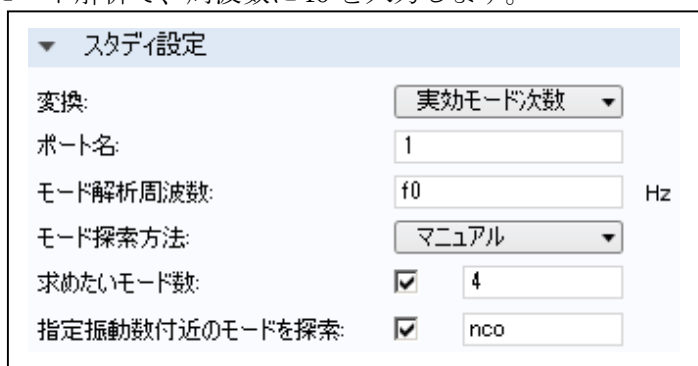 ド解析で、周波数に f0 を入力します。
▼ スタディ設定
変換: 実効モード次数
ポート名: 1
モード解析周波数: f0 Hz
モード探索方法: マニュアル
求めたいモード数: 4
指定振動数付近のモードを探索: nco